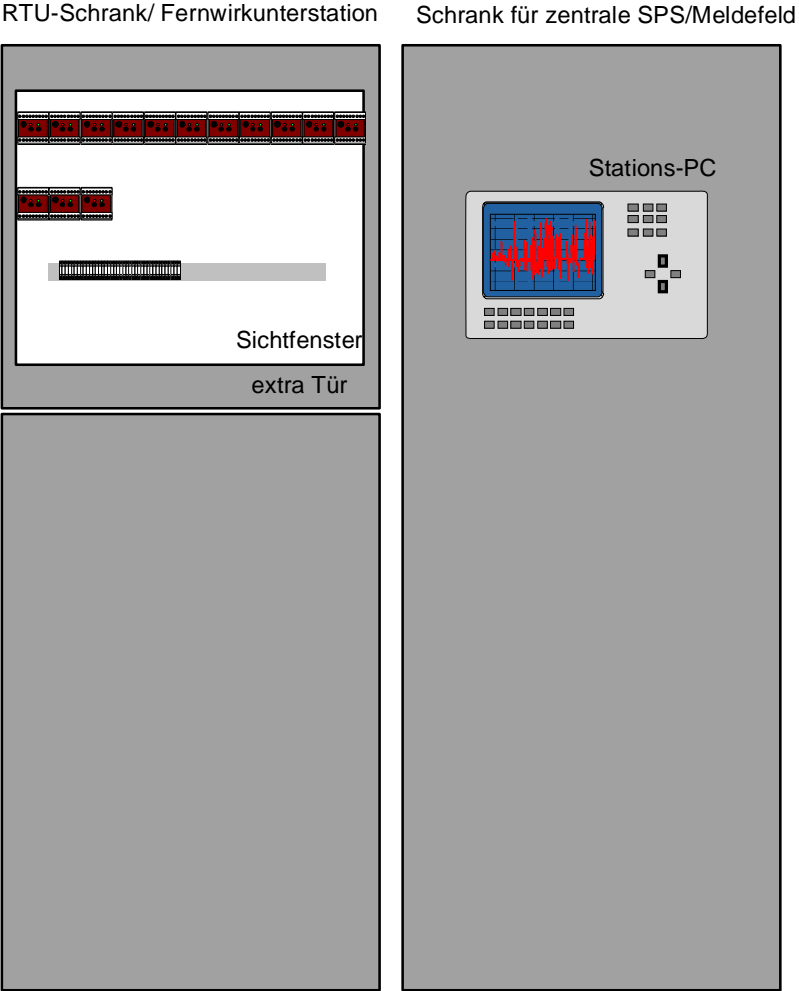 RTU-Schrank/ Fernwirkunterstation
Schrank für zentrale SPS/Meldefeld
Stations-PC
Sichtfenster
extra Tür